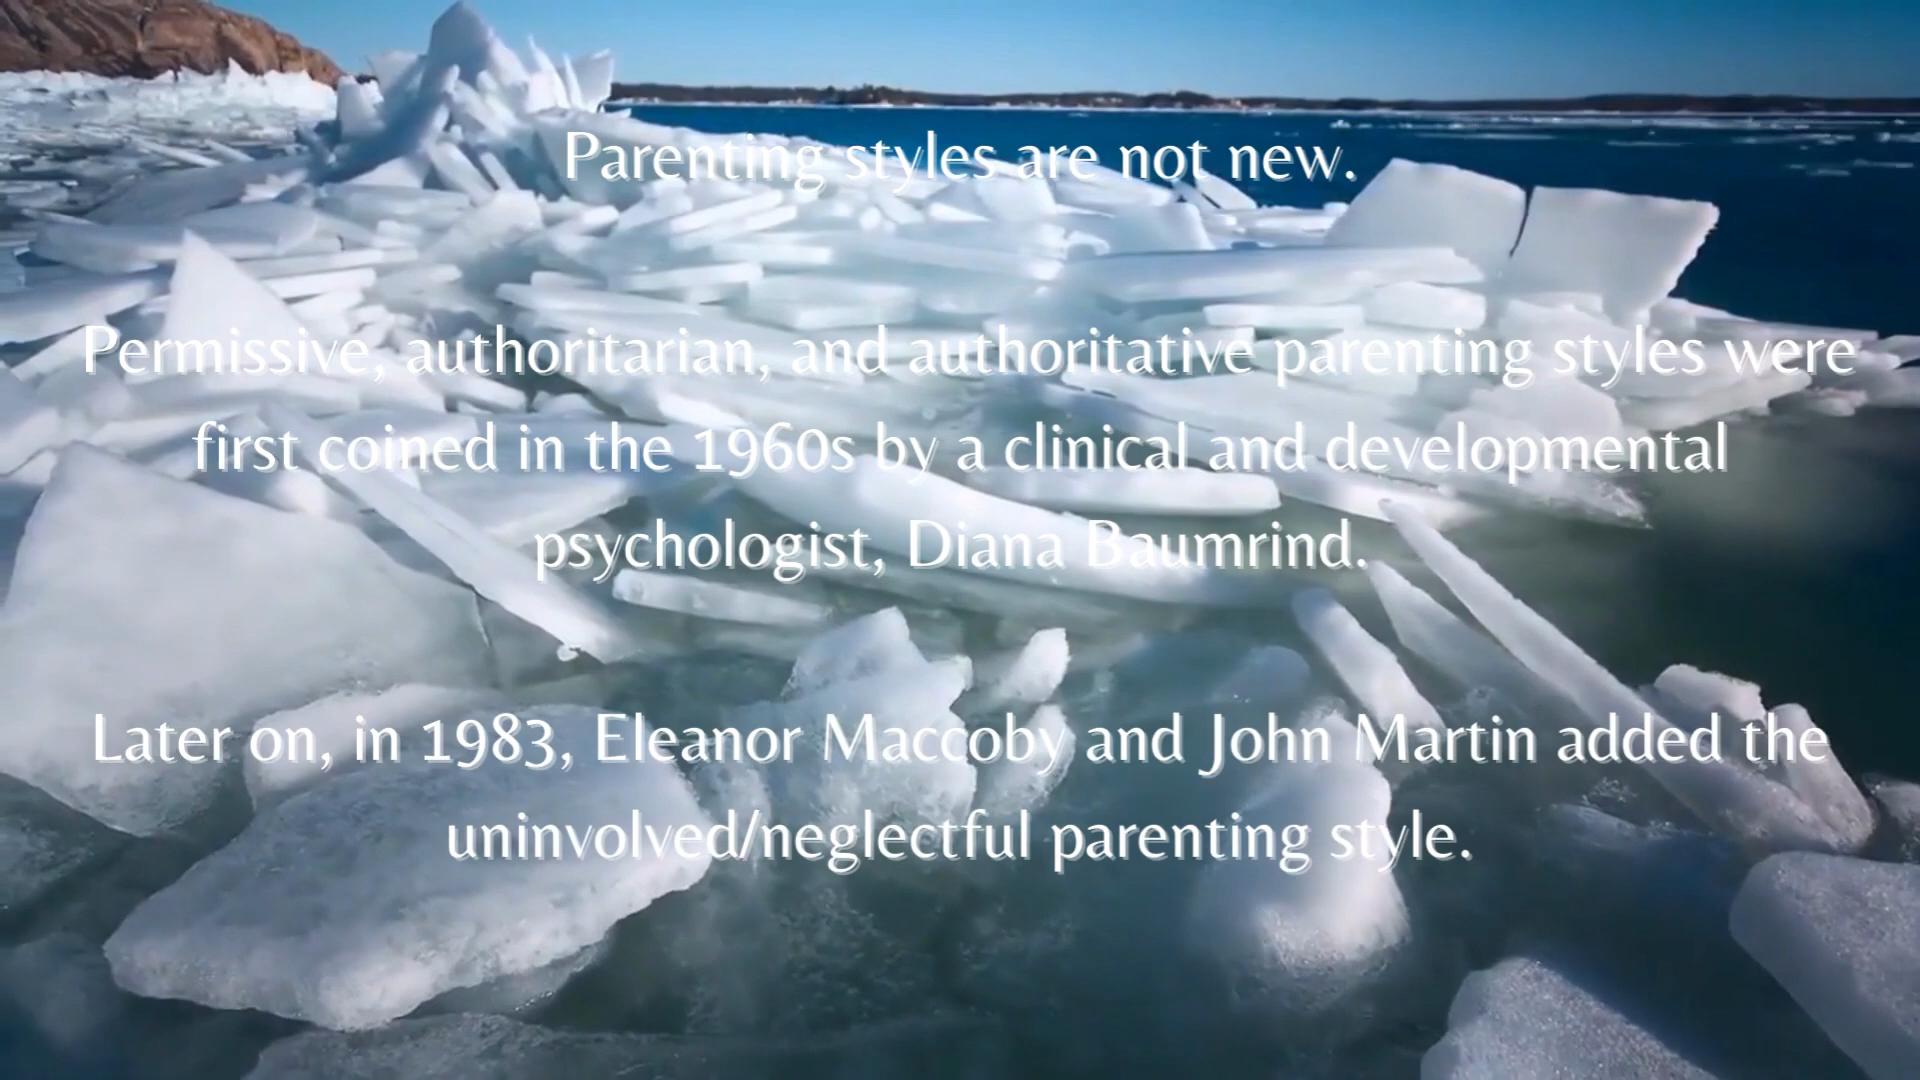 Parenting styles are not new.
Permissive, authoritarian, and authoritative parenting styles were
first coined in the 1960s by a clinical and developmental
psychologist, Diana Baumrind.
Later on, in 1983, Eleanor Maccoby and John Martin added the
uninvolved/neglectful parenting style.